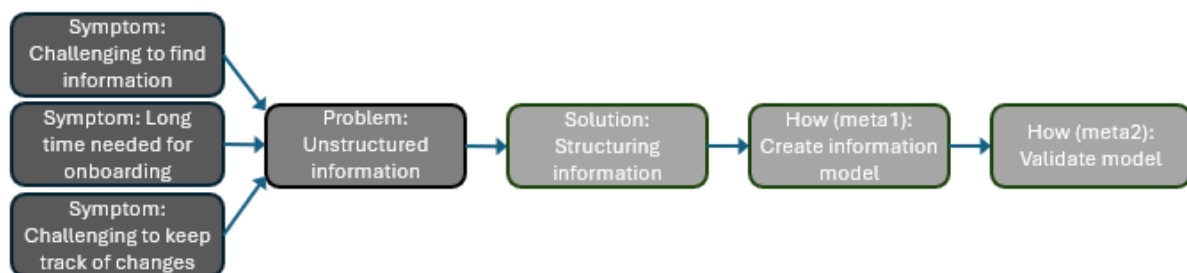 Symptom:
Challenging to find
information
Symptom: Long
time needed for
onboarding
Symptom:
Challenging to keep
track of changes
Problem:
Unstructured
information
Solution:
Structuring
information
How (meta1):
Create information
model
How (meta2):
Validate model